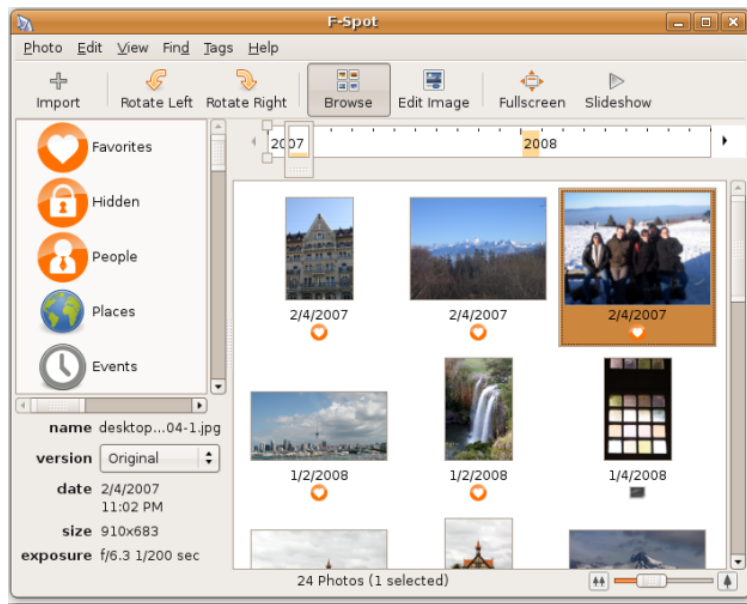 F-Spot
Photo Edit View Find Tags Help
Import Rotate Left Rotate Right Browse Edit Image Fullscreen Slideshow
2007 2008
Favorites
Hidden
People
Places
Events
name desktop...04-1.jpg
version Original
date 2/4/2007
11:02 PM
size 910x683
exposure f/6.3 1/200 sec
2/4/2007 2/4/2007 2/4/2007
1/2/2008 1/2/2008 1/4/2008
24 Photos (1 selected)